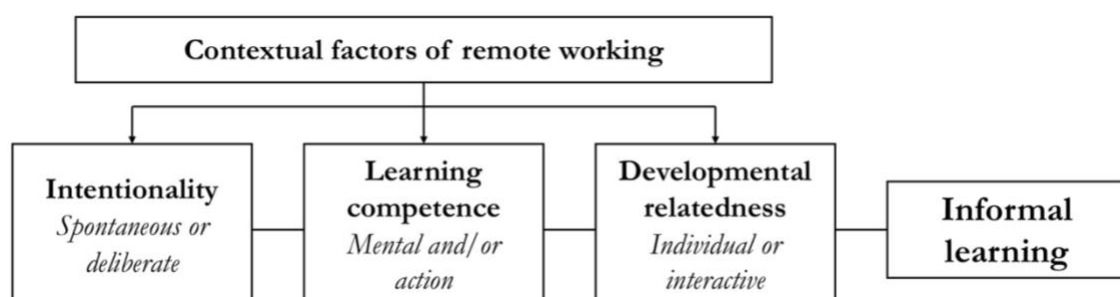 Contextual factors of remote working
Intentionality
Spontaneous or
deliberate
Learning
competence
Mental and/or
action
Developmental
relatedness
Individual or
interactive
Informal
learning